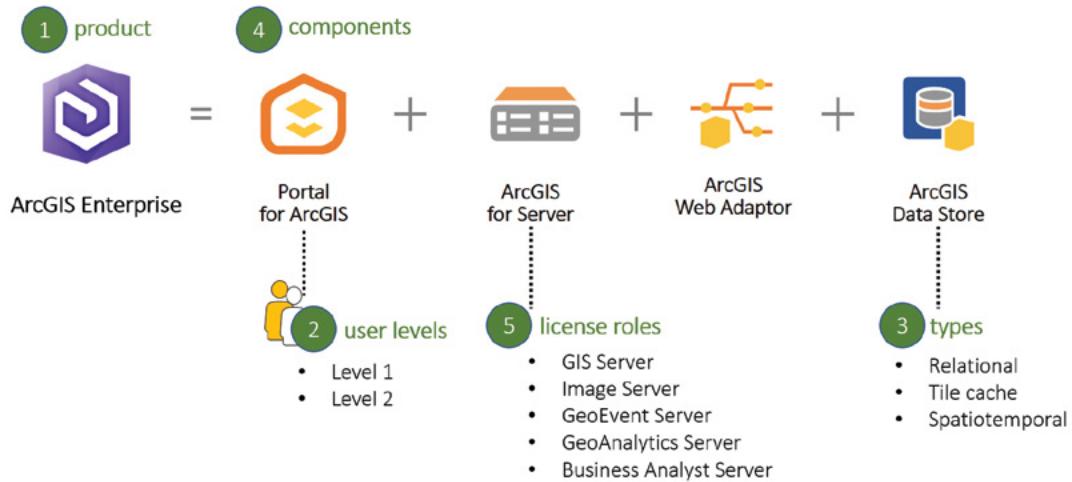 1 product
4 components
ArcGIS Enterprise
=
Portal
for ArcGIS
+
ArcGIS
for Server
+
ArcGIS
Web Adaptor
+
ArcGIS
Data Store
2 user levels
• Level 1
• Level 2
5 license roles
• GIS Server
• Image Server
• GeoEvent Server
• GeoAnalytics Server
• Business Analyst Server
3 types
• Relational
• Tile cache
• Spatiotemporal